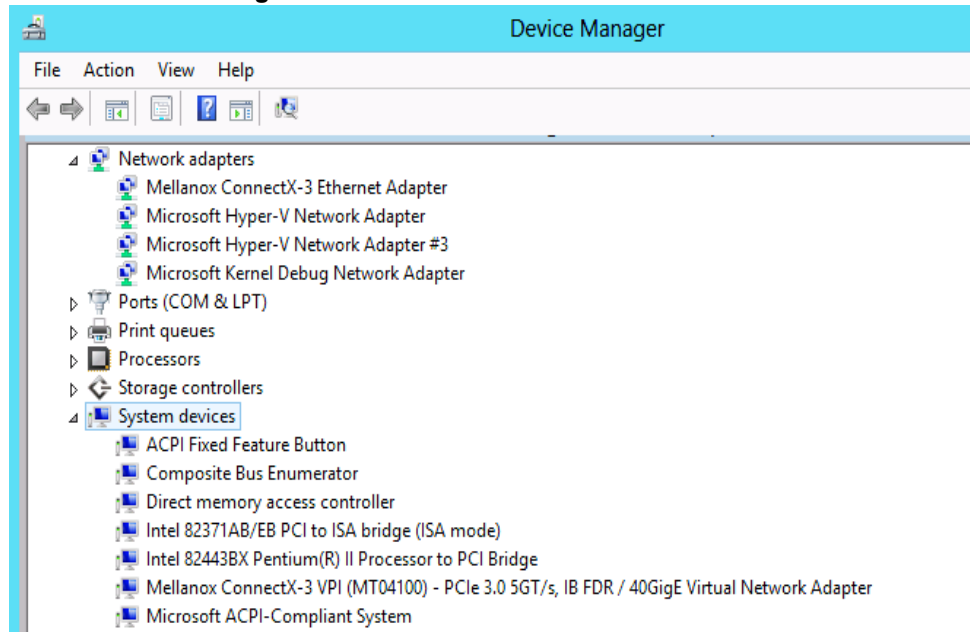 Device Manager
File Action View Help
Network adapters
Mellanox ConnectX-3 Ethernet Adapter
Microsoft Hyper-V Network Adapter
Microsoft Hyper-V Network Adapter #3
Microsoft Kernel Debug Network Adapter
Ports (COM & LPT)
Print queues
Processors
Storage controllers
System devices
ACPI Fixed Feature Button
Composite Bus Enumerator
Direct memory access controller
Intel 82371AB/EB PCI to ISA bridge (ISA mode)
Intel 82443BX Pentium(R) II Processor to PCI Bridge
Mellanox ConnectX-3 VPI (MT04100) - PCIe 3.0 5GT/s, IB FDR / 40GigE Virtual Network Adapter
Microsoft ACPI-Compliant System